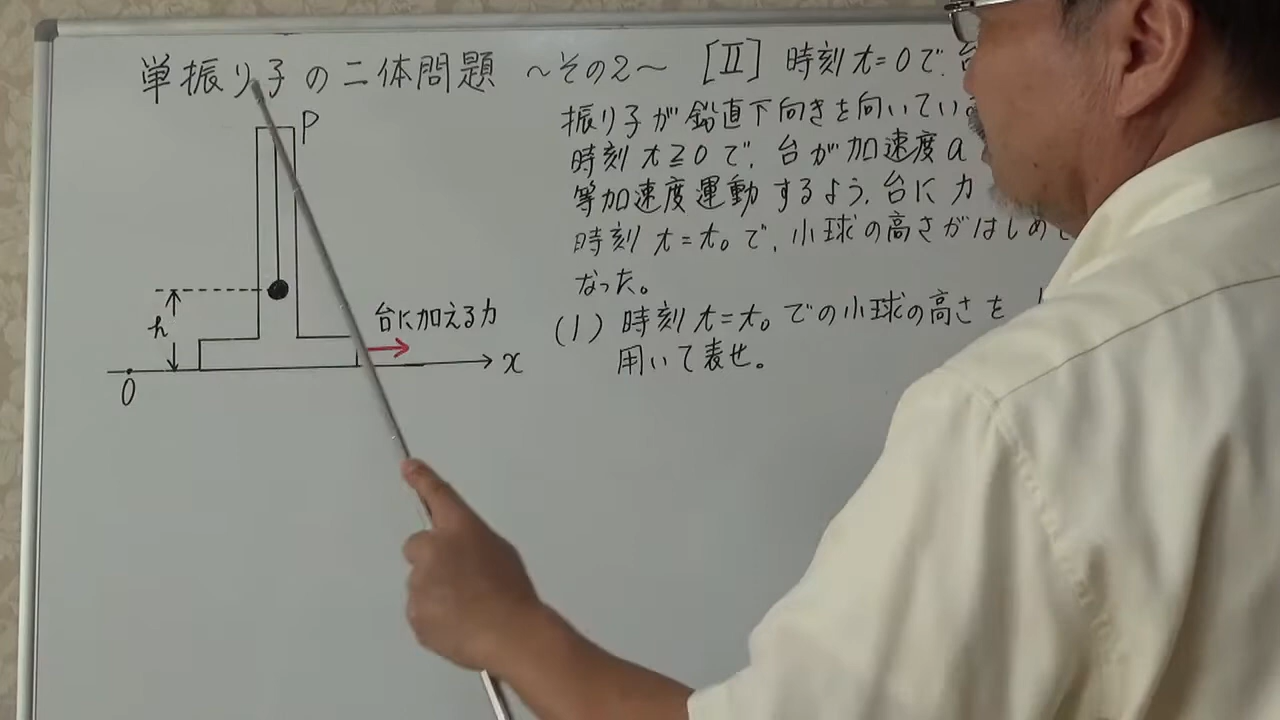 単振り子の二体問題 ～その2～ [Ⅱ] 時刻 t=0で、台
振り子が鉛直下向きを向いている
時刻 t≧0で、台が加速度 a
等加速度運動するよう、台に力
時刻 t=t₀で、小球の高さがはじめて
なった。
(1) 時刻 t=t₀での小球の高さを
用いて表せ。
P
h
台に加える力
x
0